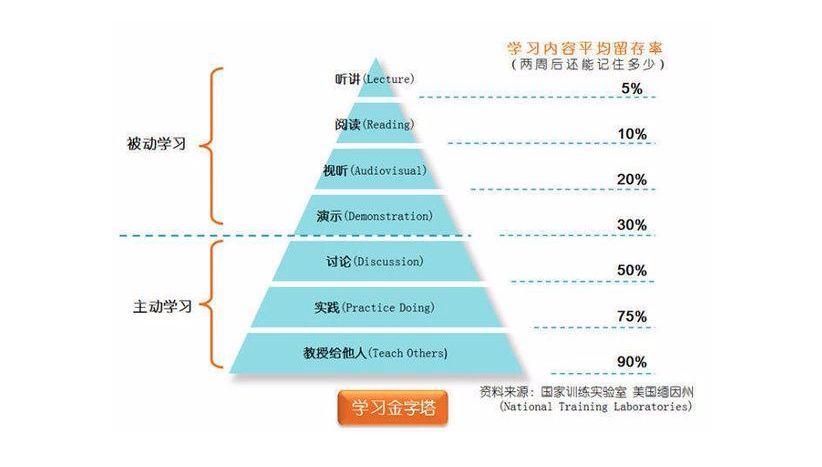 学习内容平均留存率
(两周后还能记住多少)
听讲(Lecture)
5%
阅读(Reading)
10%
被动学习
视听(Audiovisual)
20%
演示(Demonstration)
30%
讨论(Discussion)
50%
主动学习
实践(Practice Doing)
75%
教授给他人(Teach Others)
90%
资料来源：国家训练实验室 美国缅因州
(National Training Laboratories)
学习金字塔